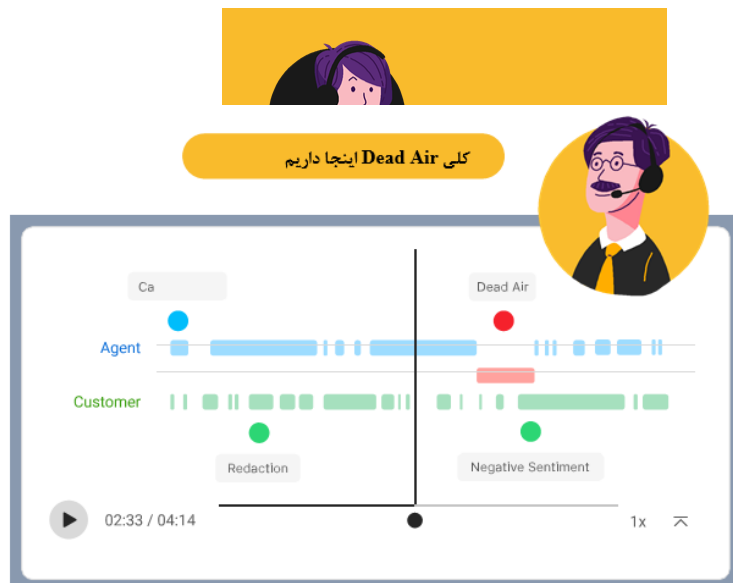 کلی Dead Air اینجا داریم
Ca
Dead Air
Agent
Customer
Redaction
Negative Sentiment
02:33 / 04:14
1x